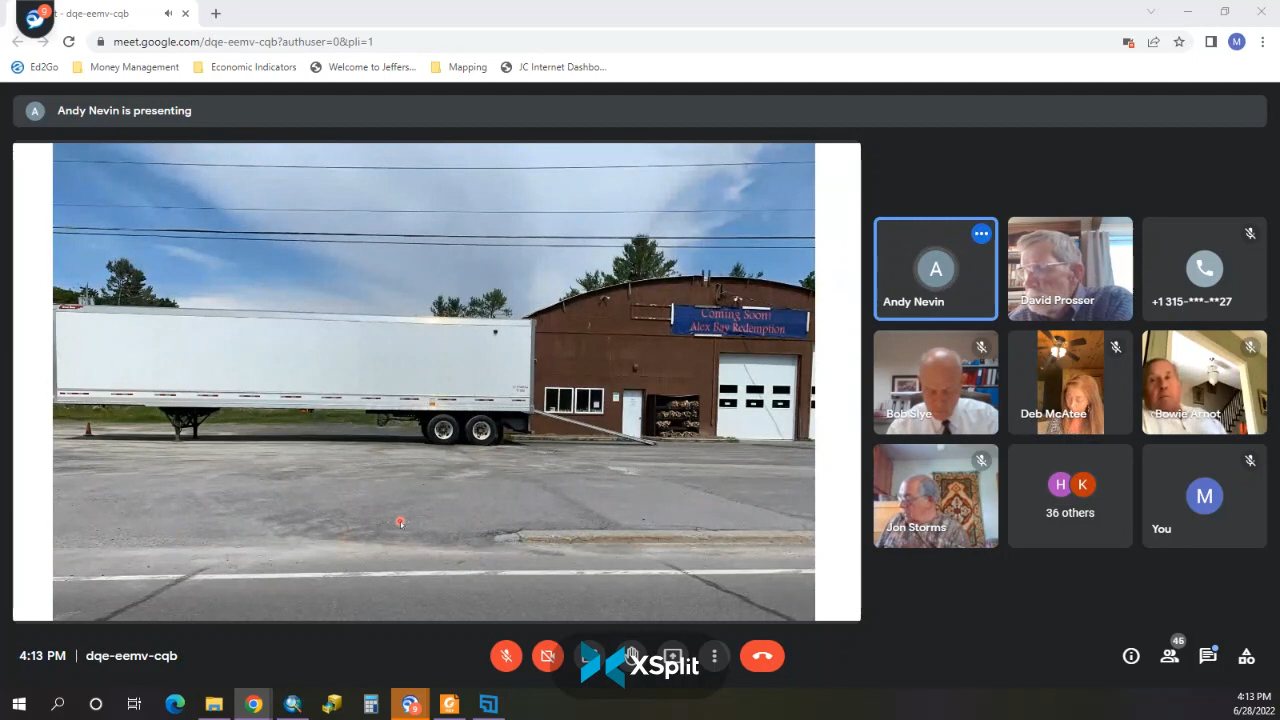 t - dqe-eemv-cqb
meet.google.com/dqe-eemv-cqb?authuser=0&pli=1
M
Ed2Go
Money Management
Economic Indicators
Welcome to Jeffers...
Mapping
JC Internet Dashbo...
A
Andy Nevin is presenting
Coming Soon!
Alex Bay Redemption
A
Andy Nevin
David Prosser
+1 315-***-**27
Bob Slye
Deb McAtee
Bowie Arnot
Jon Storms
H
K
36 others
M
You
4:13 PM
dqe-eemv-cqb
XSplit
45
9
9
4:13 PM
6/28/2022